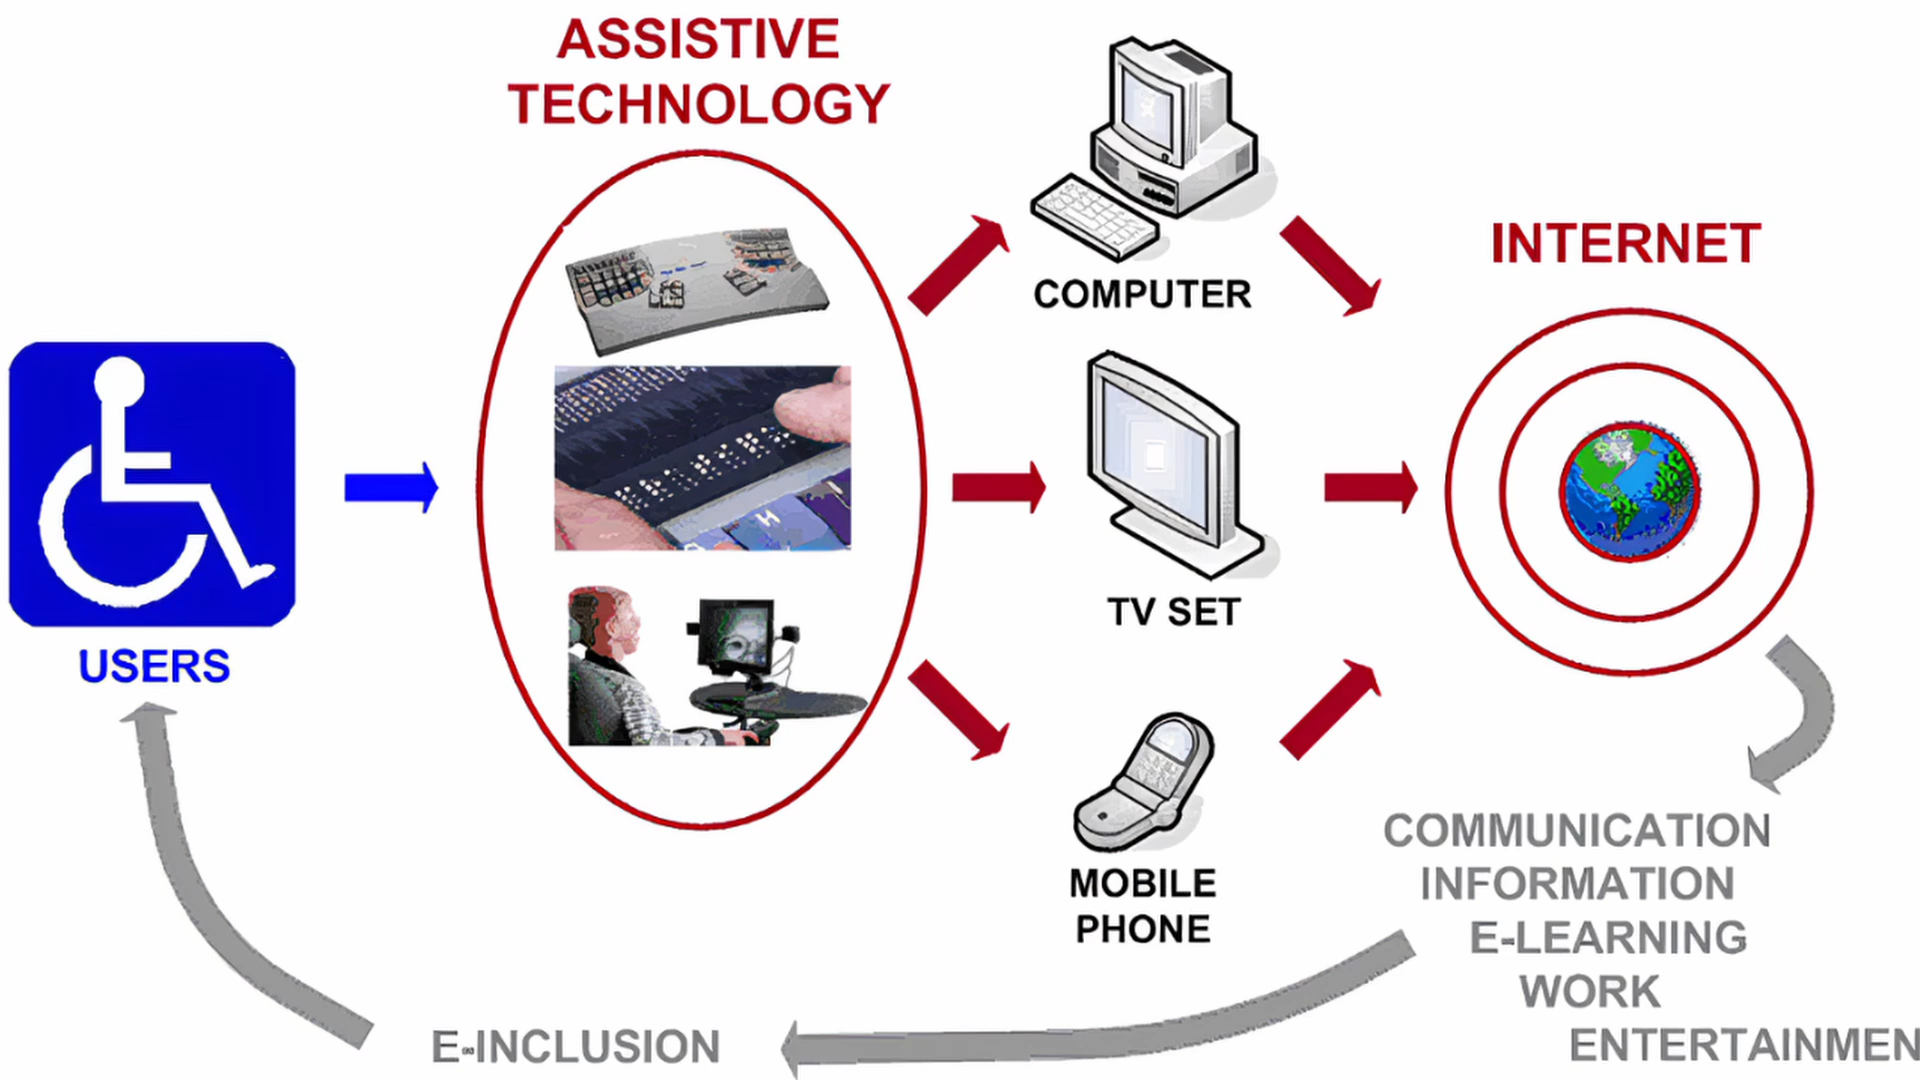 ASSISTIVE
TECHNOLOGY
COMPUTER
INTERNET
TV SET
USERS
MOBILE
PHONE
COMMUNICATION
INFORMATION
E-LEARNING
WORK
ENTERTAINMEN
E-INCLUSION